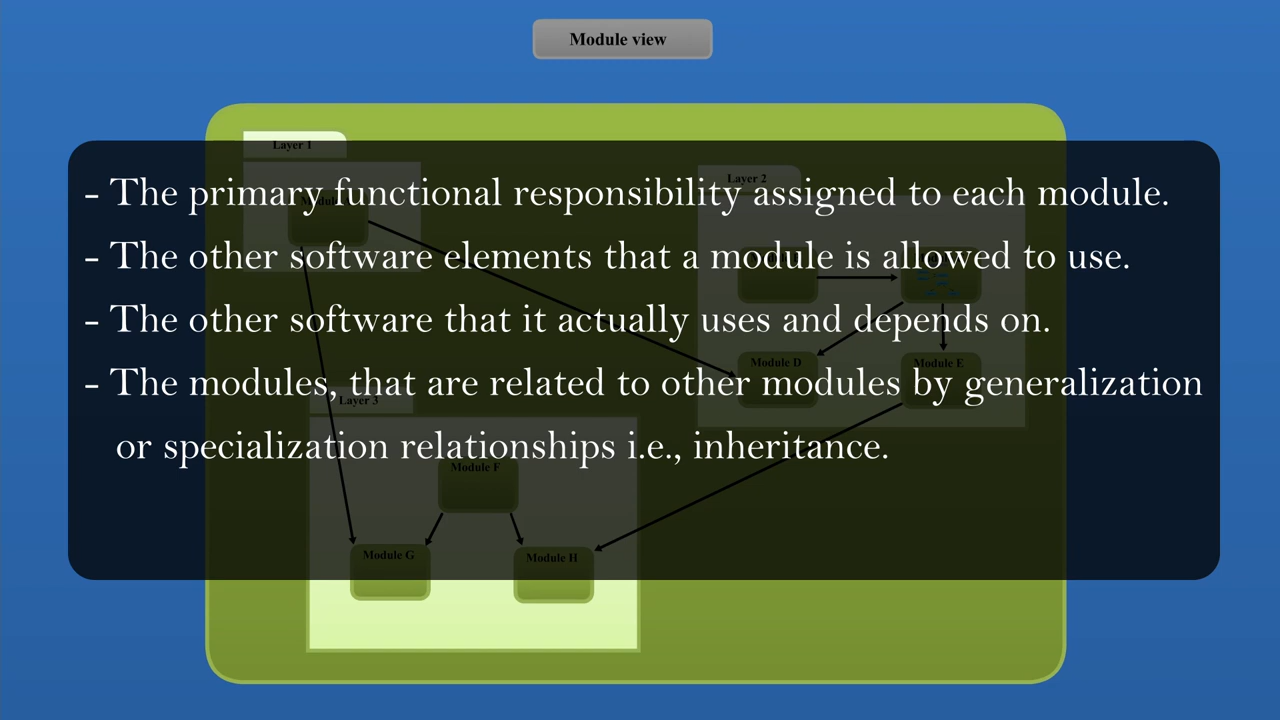 Module view
Layer 1
Layer 2
- The primary functional responsibility assigned to each module.
- The other software elements that a module is allowed to use.
- The other software that it actually uses and depends on.
Module D
Module E
- The modules, that are related to other modules by generalization
Layer 3
or specialization relationships i.e., inheritance.
Module F
Module G
Module H